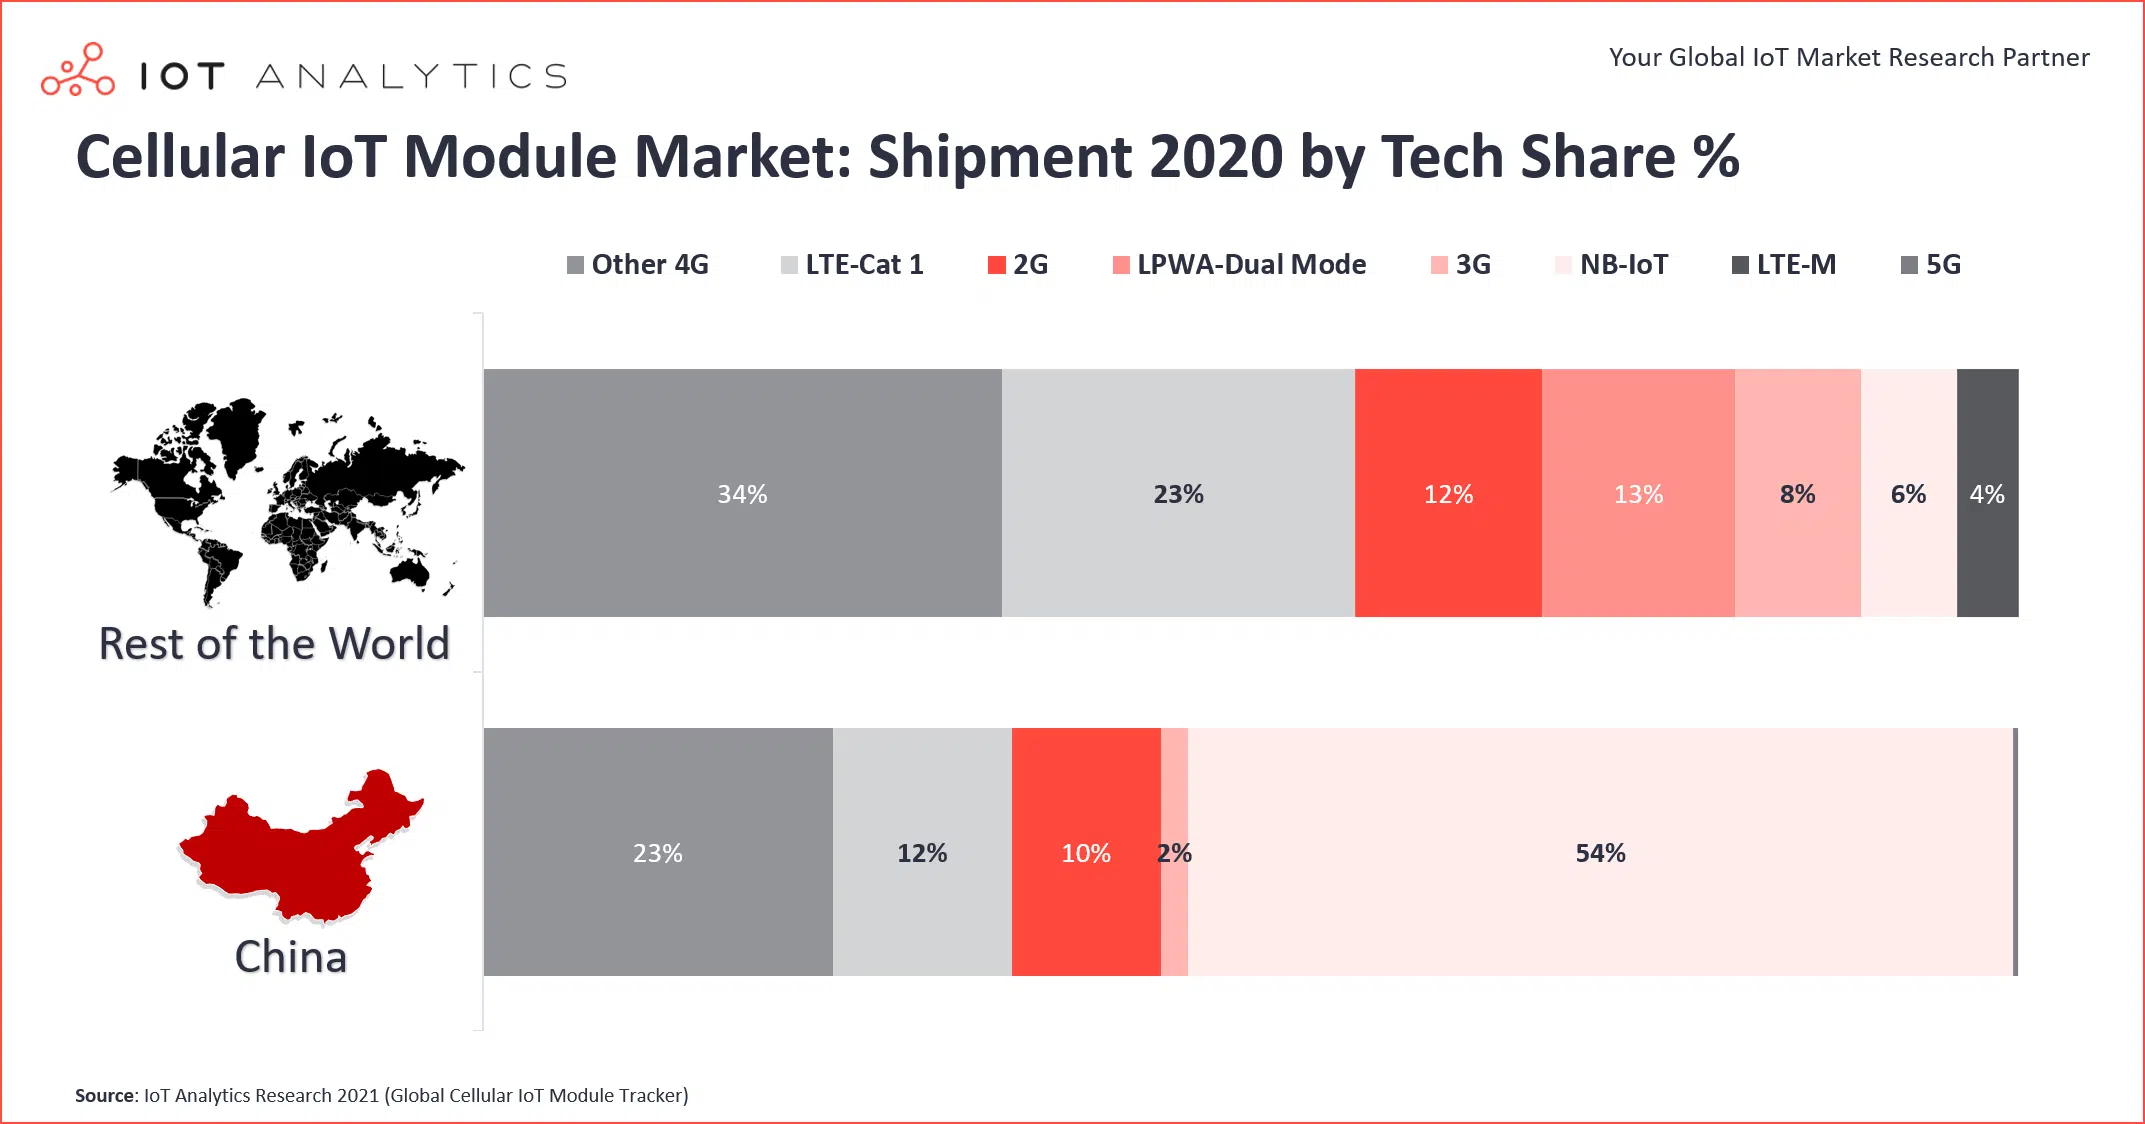 IOT ANALYTICS
Your Global IoT Market Research Partner
Cellular IoT Module Market: Shipment 2020 by Tech Share %
Other 4G LTE-Cat 1 2G LPWA-Dual Mode 3G NB-IoT LTE-M 5G
34% 23% 12% 13% 8% 6% 4%
Rest of the World
23% 12% 10% 2% 54%
China
Source: IoT Analytics Research 2021 (Global Cellular IoT Module Tracker)